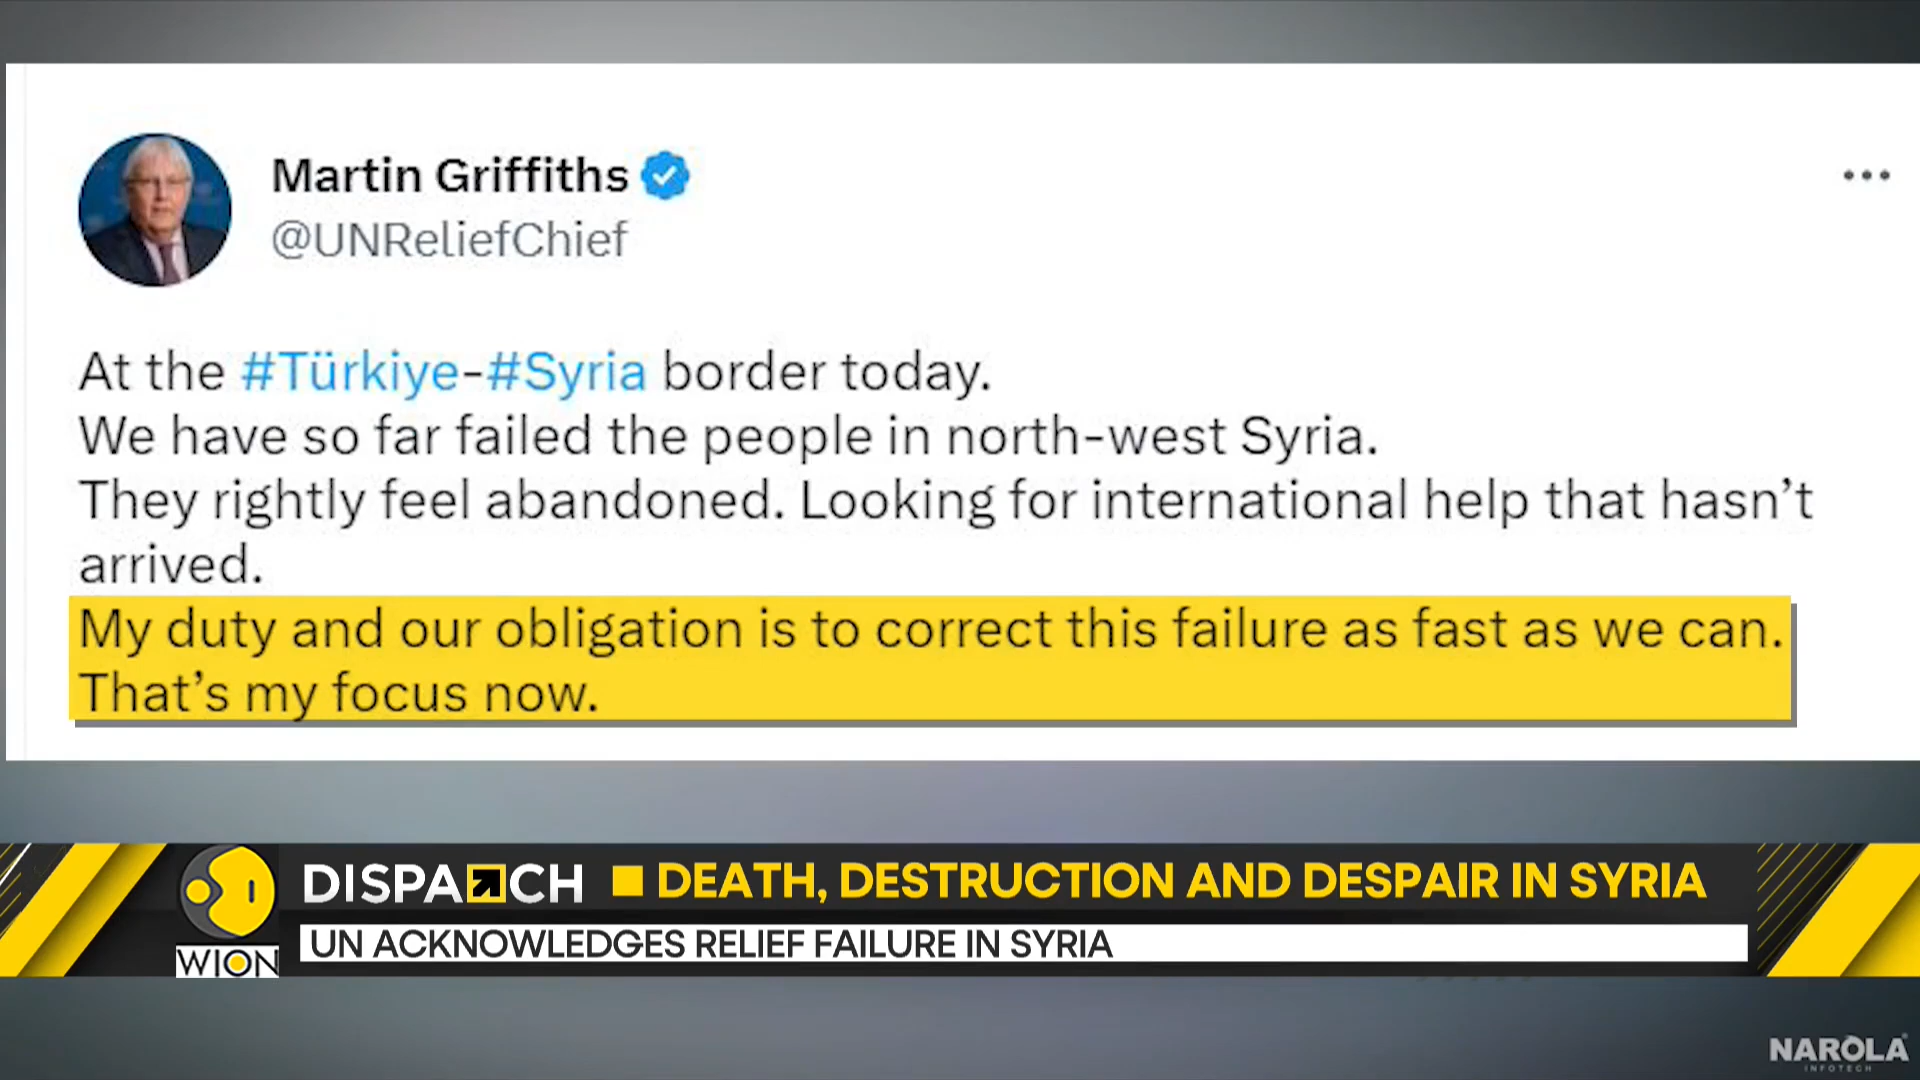 Martin Griffiths
@UNReliefChief
At the #Türkiye-#Syria border today.
We have so far failed the people in north-west Syria.
They rightly feel abandoned. Looking for international help that hasn't
arrived.
My duty and our obligation is to correct this failure as fast as we can.
That's my focus now.
DISPATCH DEATH, DESTRUCTION AND DESPAIR IN SYRIA
WION UN ACKNOWLEDGES RELIEF FAILURE IN SYRIA
NAROLA
INFOTECH